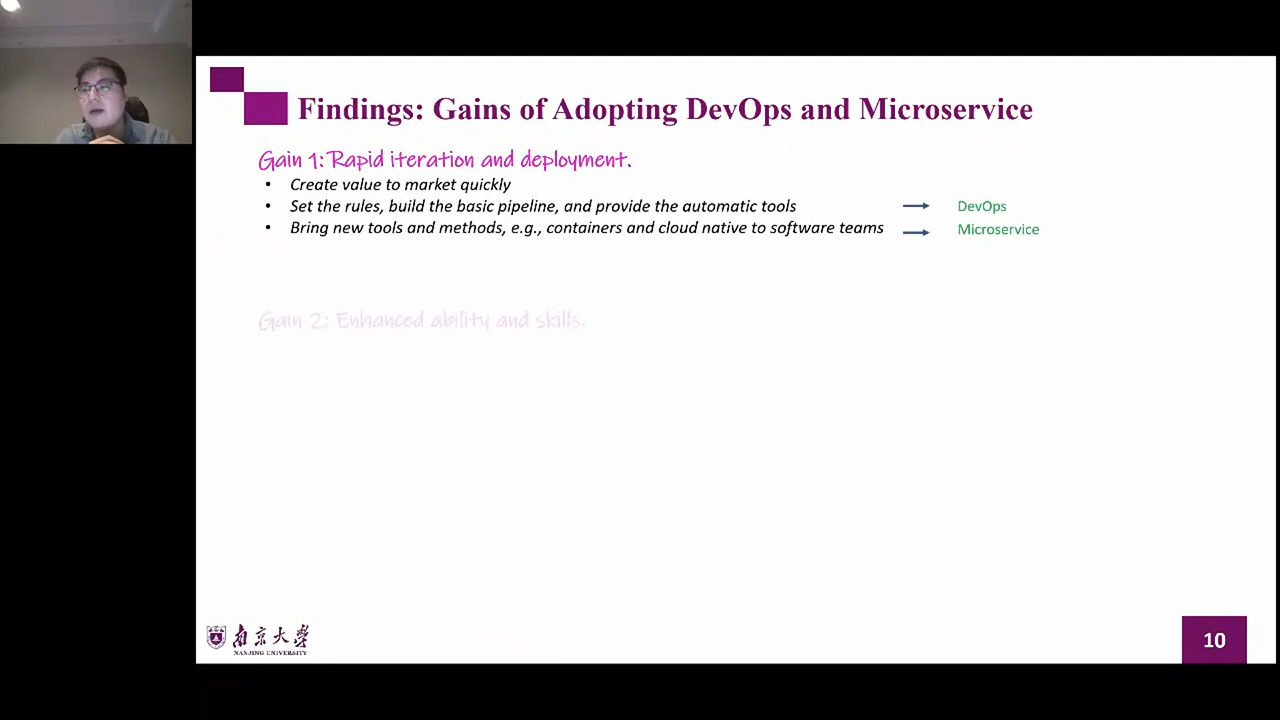 Findings: Gains of Adopting DevOps and Microservice
Gain 1: Rapid iteration and deployment.
• Create value to market quickly
• Set the rules, build the basic pipeline, and provide the automatic tools DevOps
• Bring new tools and methods, e.g., containers and cloud native to software teams Microservice
Gain 2: Enhanced ability and skills.
南京大学
NANJING UNIVERSITY
10